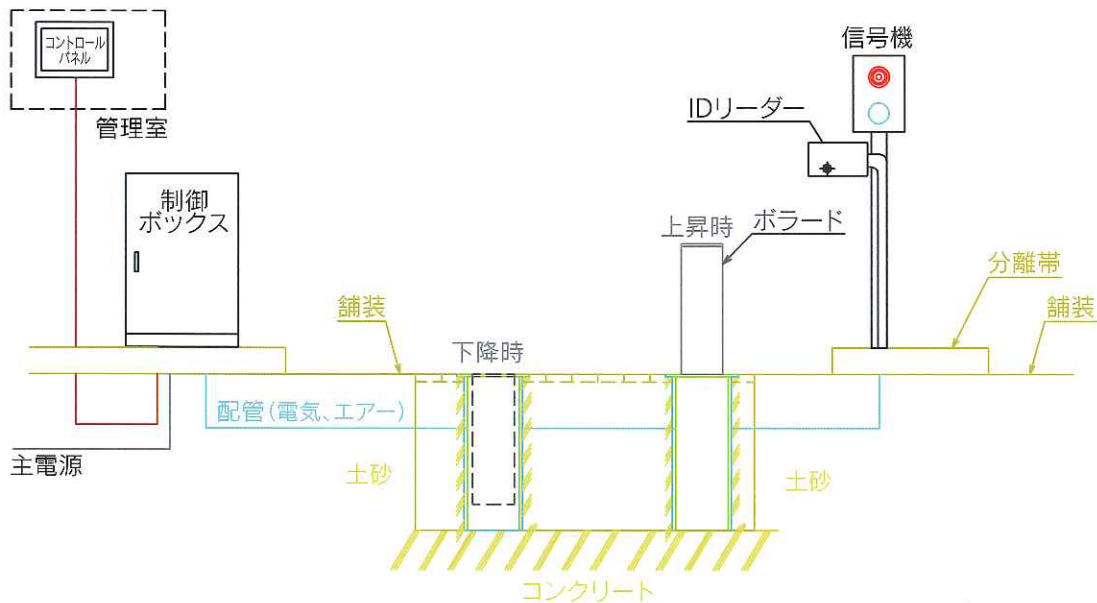 コントロール
パネル
管理室
信号機
IDリーダー
制御
ボックス
上昇時
ボラード
分離帯
舗装
舗装
下降時
配管(電気、エアー)
主電源
土砂
土砂
コンクリート